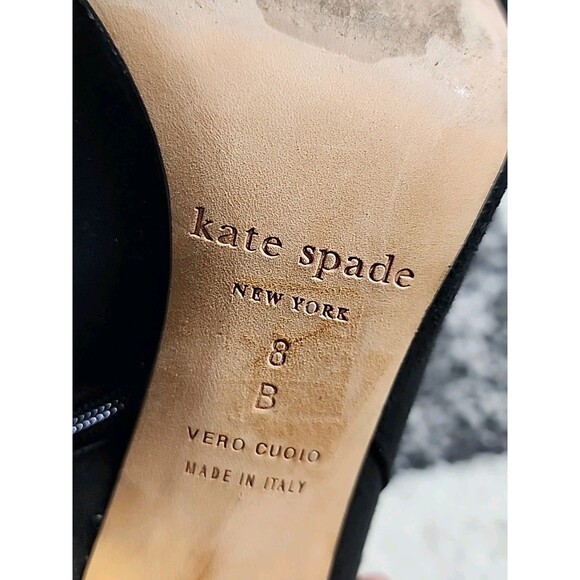 kate spade
NEW YORK
8
B
VERO CUOIO
MADE IN ITALY